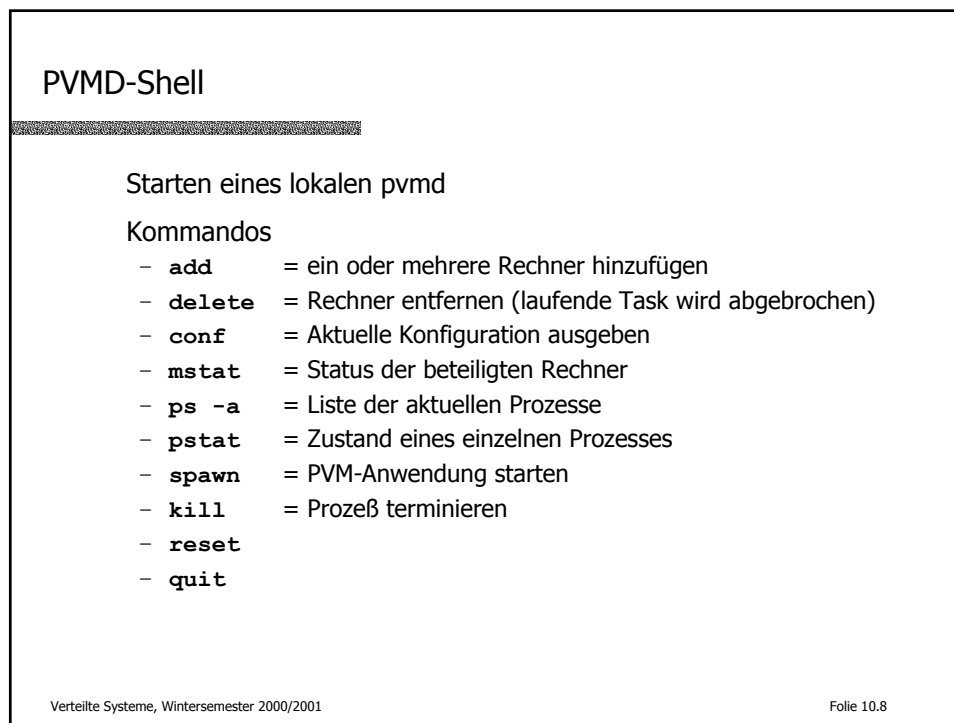 PVMD-Shell
Starten eines lokalen pvmd
Kommandos
– add = ein oder mehrere Rechner hinzufügen
– delete = Rechner entfernen (laufende Task wird abgebrochen)
– conf = Aktuelle Konfiguration ausgeben
– mstat = Status der beteiligten Rechner
– ps -a = Liste der aktuellen Prozesse
– pstat = Zustand eines einzelnen Prozesses
– spawn = PVM-Anwendung starten
– kill = Prozeß terminieren
– reset
– quit
Verteilte Systeme, Wintersemester 2000/2001 Folie 10.8